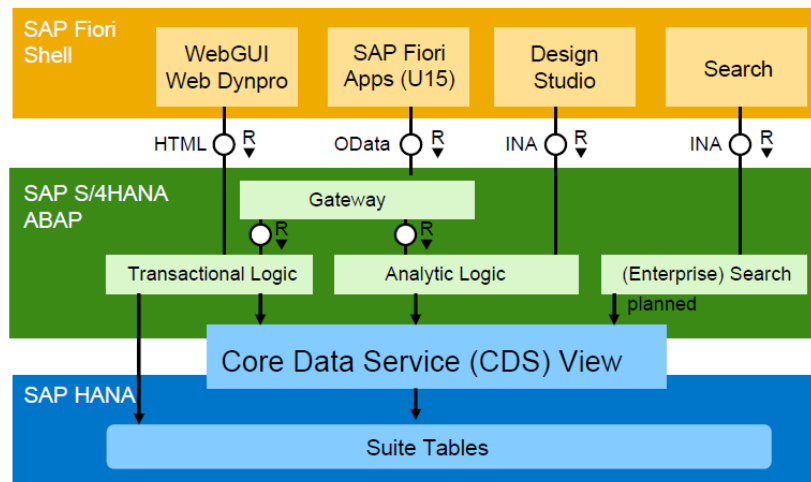 SAP Fiori
Shell
WebGUI
Web Dynpro
SAP Fiori
Apps (U15)
Design
Studio
Search
HTML
R
OData
R
INA
R
INA
R
SAP S/4HANA
ABAP
Gateway
R
R
Transactional Logic
Analytic Logic
(Enterprise) Search
planned
Core Data Service (CDS) View
SAP HANA
Suite Tables